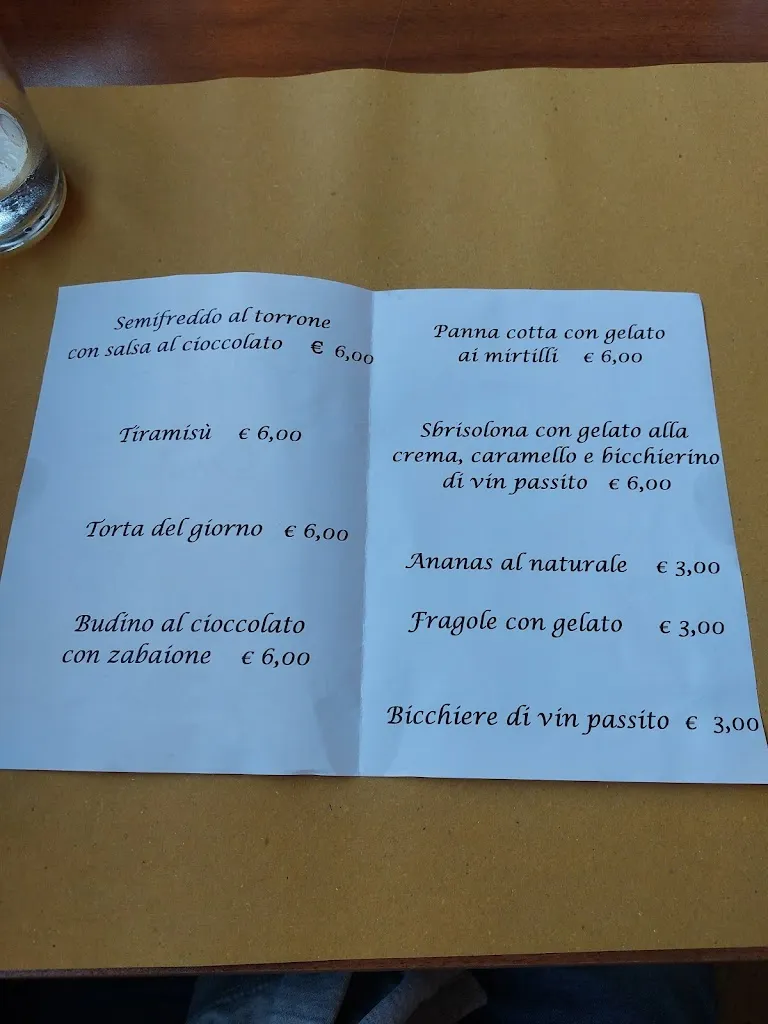 Semifreddo al torrone
con salsa al cioccolato € 6,00
Tiramisù € 6,00
Torta del giorno € 6,00
Budino al cioccolato
con zabaione € 6,00
Panna cotta con gelato
ai mirtilli € 6,00
Sbrisolona con gelato alla
crema, caramello e bicchierino
di vin passito € 6,00
Ananas al naturale € 3,00
Fragole con gelato € 3,00
Bicchiere di vin passito € 3,00